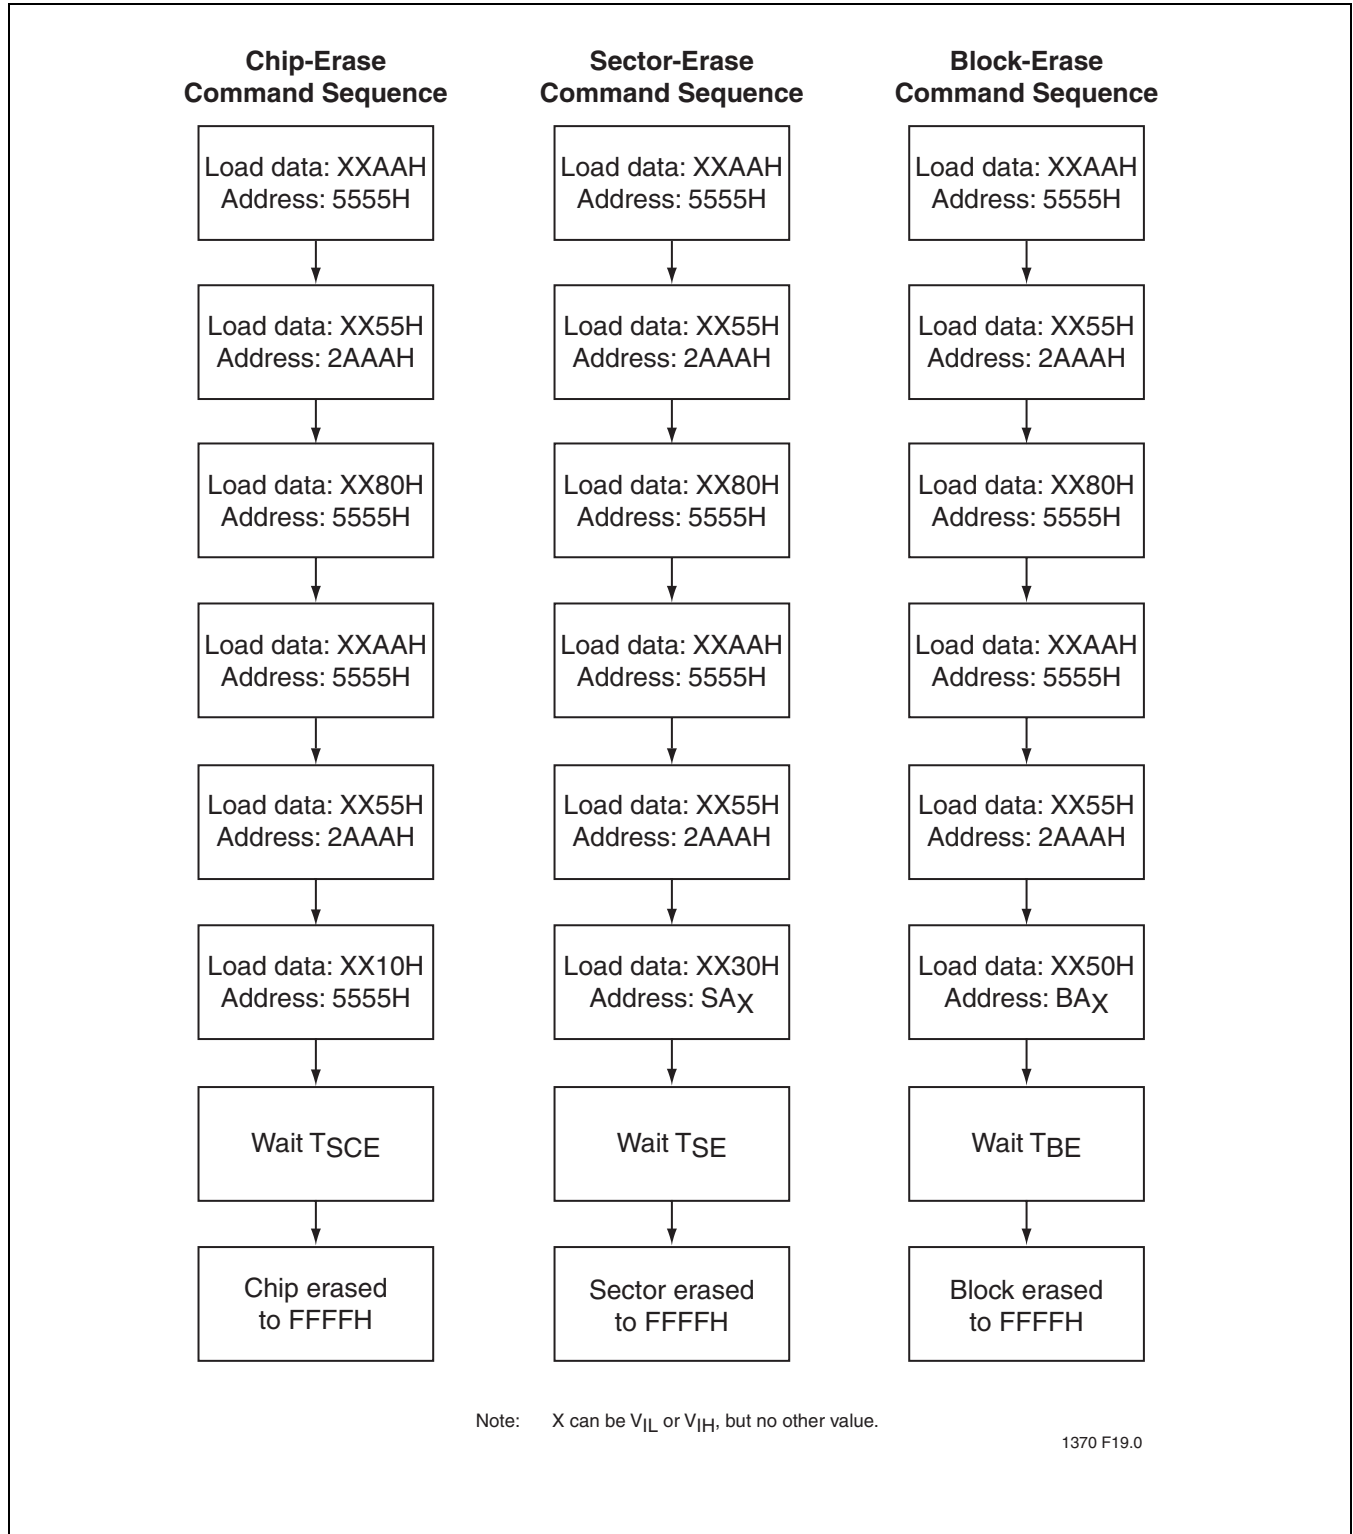 Chip-Erase
Command Sequence
Load data: XXAAH
Address: 5555H
Load data: XX55H
Address: 2AAAH
Load data: XX80H
Address: 5555H
Load data: XXAAH
Address: 5555H
Load data: XX55H
Address: 2AAAH
Load data: XX10H
Address: 5555H
Wait TSCE
Chip erased
to FFFFH
Sector-Erase
Command Sequence
Load data: XXAAH
Address: 5555H
Load data: XX55H
Address: 2AAAH
Load data: XX80H
Address: 5555H
Load data: XXAAH
Address: 5555H
Load data: XX55H
Address: 2AAAH
Load data: XX30H
Address: SAX
Wait TSE
Sector erased
to FFFFH
Block-Erase
Command Sequence
Load data: XXAAH
Address: 5555H
Load data: XX55H
Address: 2AAAH
Load data: XX80H
Address: 5555H
Load data: XXAAH
Address: 5555H
Load data: XX55H
Address: 2AAAH
Load data: XX50H
Address: BAX
Wait TBE
Block erased
to FFFFH
Note: X can be VIL or VIH, but no other value.
1370 F19.0